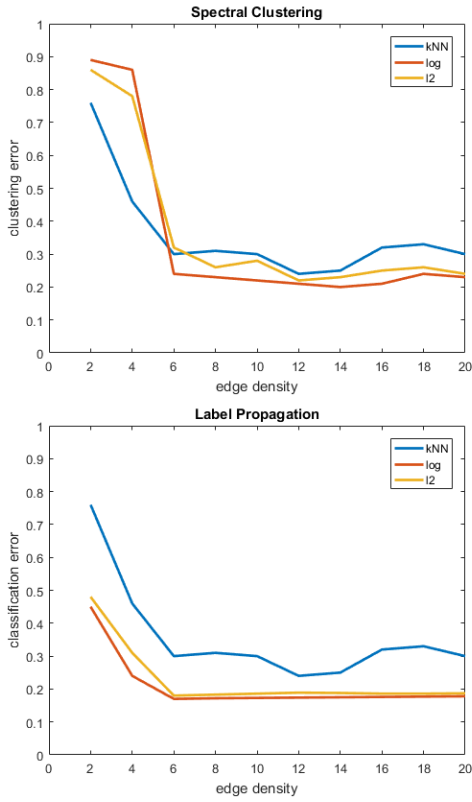 Spectral Clustering
1
0.9
0.8
0.7
0.6
0.5
0.4
0.3
0.2
0.1
0
clustering error
kNN
log
l2
0 2 4 6 8 10 12 14 16 18 20
edge density
Label Propagation
1
0.9
0.8
0.7
0.6
0.5
0.4
0.3
0.2
0.1
0
classification error
kNN
log
l2
0 2 4 6 8 10 12 14 16 18 20
edge density